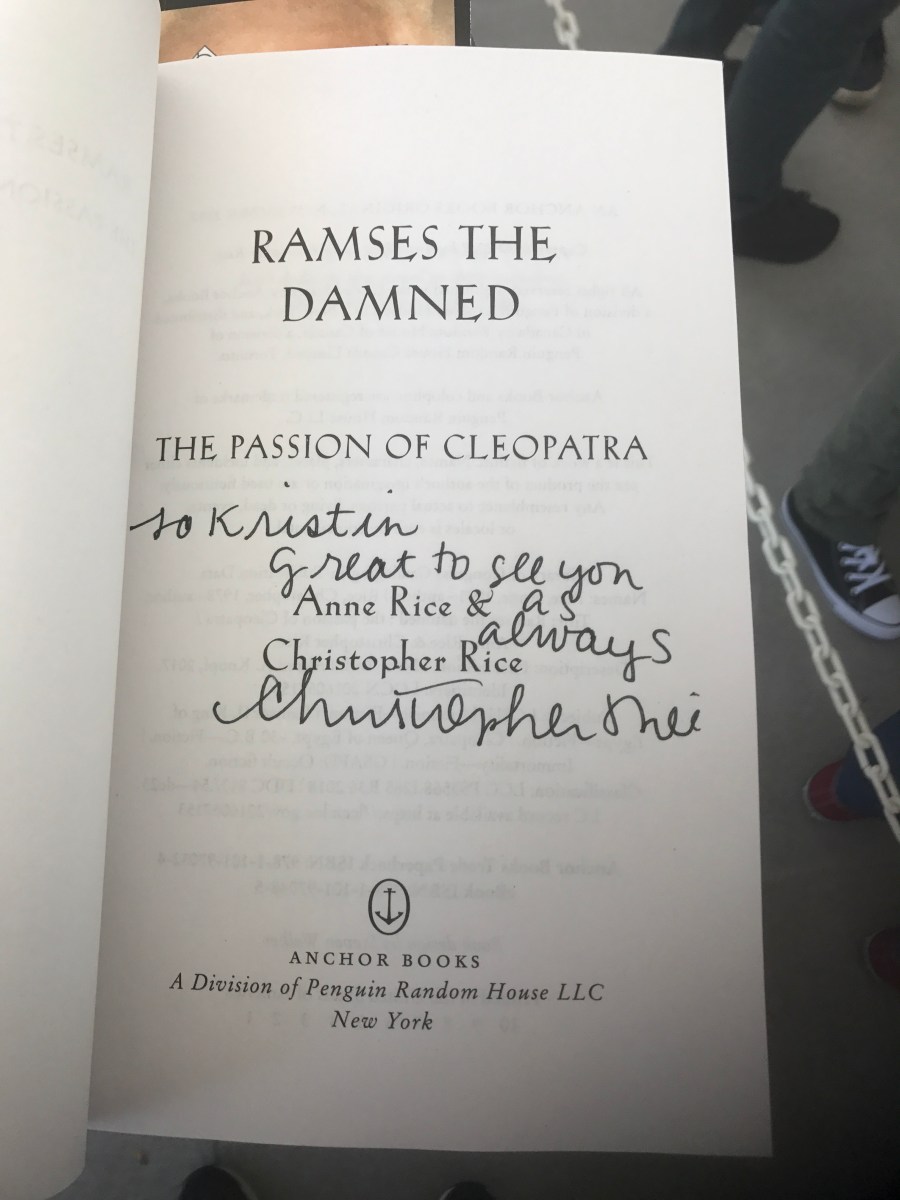 RAMSES THE
DAMNED
THE PASSION OF CLEOPATRA
to Kristin
Great to see you
Anne Rice & as
always
Christopher Rice
Christopher Rice
ANCHOR BOOKS
A Division of Penguin Random House LLC
New York